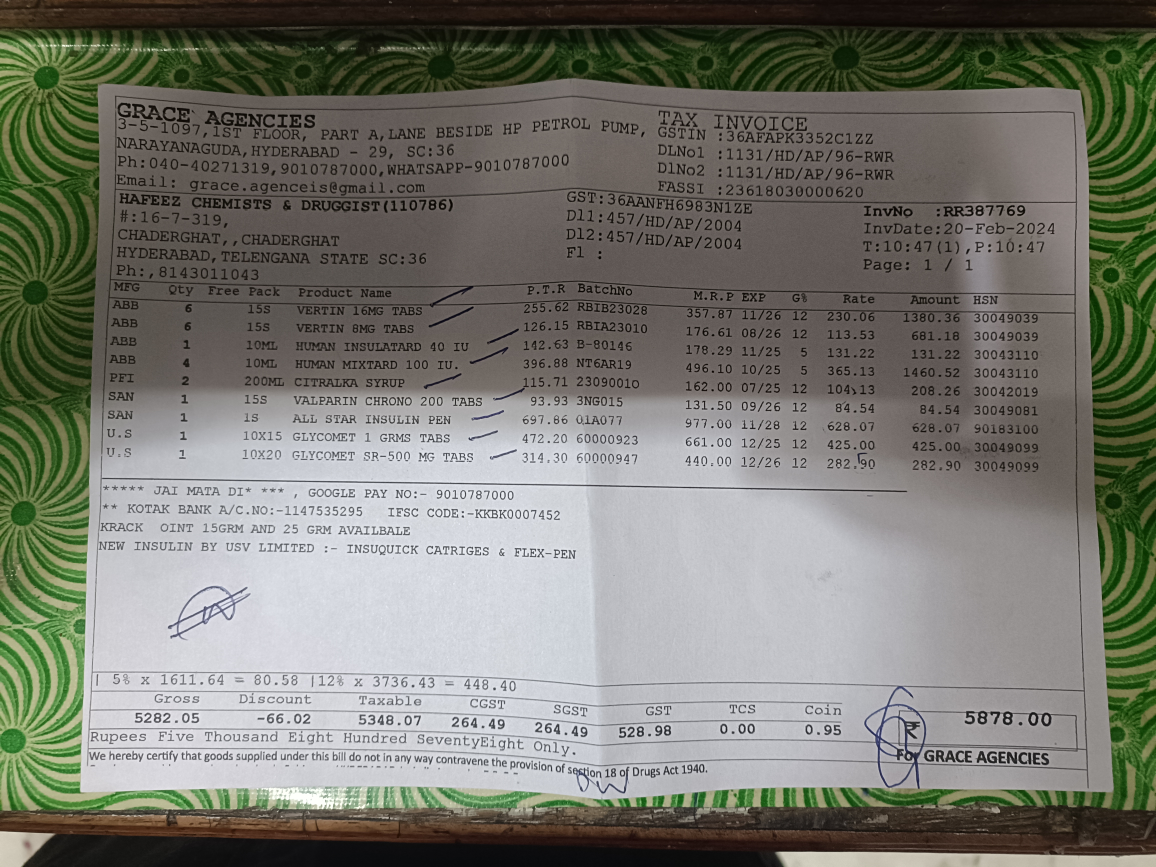 GRACE AGENCIES
3-5-1097,1ST FLOOR, PART A,LANE BESIDE HP PETROL PUMP,
NARAYANAGUDA,HYDERABAD - 29, SC:36
Ph:040-40271319,9010787000,WHATSAPP-9010787000
Email: grace.agenceis@gmail.com
TAX INVOICE
GSTIN :36AFAPK3352C1ZZ
DLNo1 :1131/HD/AP/96-RWR
DlNo2 :1131/HD/AP/96-RWR
FASSI :23618030000620
HAFEEZ CHEMISTS & DRUGGIST(110786)
#:16-7-319,
CHADERGHAT,,CHADERGHAT
HYDERABAD,TELENGANA STATE SC:36
Ph:,8143011043
GST:36AANFH6983N1ZE
Dl1:457/HD/AP/2004
Dl2:457/HD/AP/2004
Fl :
InvNo :RR387769
InvDate:20-Feb-2024
T:10:47(1),P:10:47
Page: 1 / 1
MFG Qty Free Pack Product Name P.T.R BatchNo M.R.P EXP G% Rate Amount HSN
ABB 6 15S VERTIN 16MG TABS 255.62 RBIB23028 357.87 11/26 12 230.06 1380.36 30049039
ABB 6 15S VERTIN 8MG TABS 126.15 RBIA23010 176.61 08/26 12 113.53 681.18 30049039
ABB 1 10ML HUMAN INSULATARD 40 IU 142.63 B-80146 178.29 11/25 5 131.22 131.22 30043110
ABB 4 10ML HUMAN MIXTARD 100 IU. 396.88 NT6AR19 496.10 10/25 5 365.13 1460.52 30043110
PFI 2 200ML CITRALKA SYRUP 115.71 23090010 162.00 07/25 12 104.13 208.26 30042019
SAN 1 15S VALPARIN CHRONO 200 TABS 93.93 3NG015 131.50 09/26 12 84.54 84.54 30049081
SAN 1 1S ALL STAR INSULIN PEN 697.86 01A077 977.00 11/28 12 628.07 628.07 90183100
U.S 1 10X15 GLYCOMET 1 GRMS TABS 472.20 60000923 661.00 12/25 12 425.00 425.00 30049099
U.S 1 10X20 GLYCOMET SR-500 MG TABS 314.30 60000947 440.00 12/26 12 282.90 282.90 30049099
***** JAI MATA DI* *** , GOOGLE PAY NO:- 9010787000
** KOTAK BANK A/C.NO:-1147535295 IFSC CODE:-KKBK0007452
KRACK OINT 15GRM AND 25 GRM AVAILBALE
NEW INSULIN BY USV LIMITED :- INSUQUICK CATRIGES & FLEX-PEN
| 5% x 1611.64 = 80.58 |12% x 3736.43 = 448.40
Gross Discount Taxable CGST SGST GST TCS Coin
5282.05 -66.02 5348.07 264.49 264.49 528.98 0.00 0.95
₹ 5878.00
Rupees Five Thousand Eight Hundred SeventyEight Only.
For GRACE AGENCIES
We hereby certify that goods supplied under this bill do not in any way contravene the provision of section 18 of Drugs Act 1940.